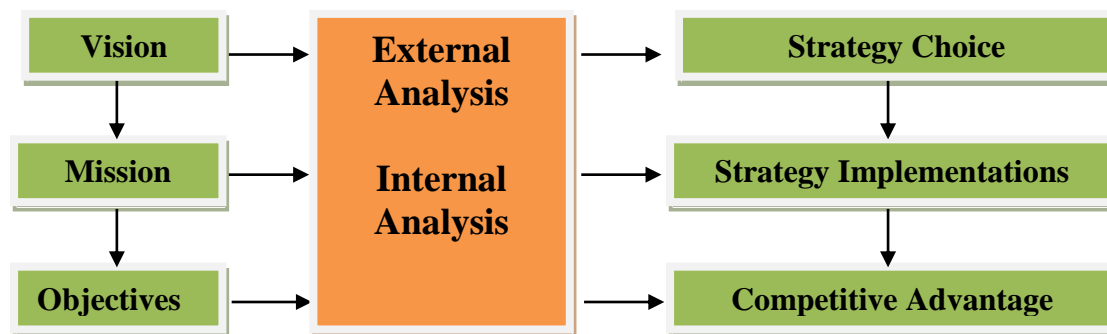 Vision
Mission
Objectives
External
Analysis
Internal
Analysis
Strategy Choice
Strategy Implementations
Competitive Advantage